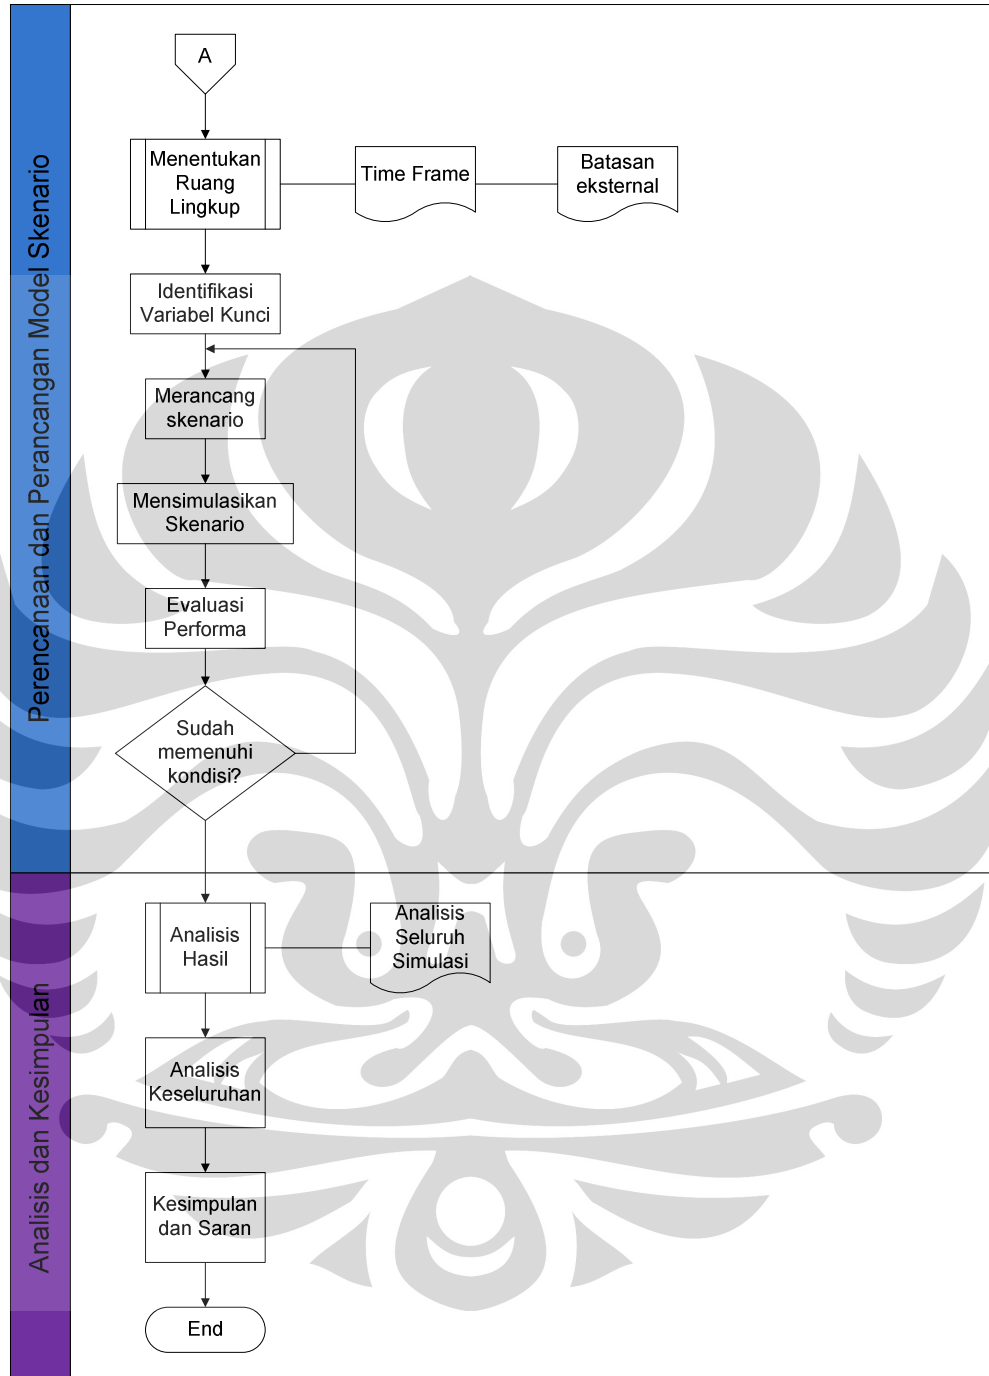 Perencanaan dan Perancangan Model Skenario
A
Menentukan
Ruang
Lingkup
Time Frame
Batasan
eksternal
Identifikasi
Variabel Kunci
Merancang
skenario
Mensimulasikan
Skenario
Evaluasi
Performa
Sudah
memenuhi
kondisi?
Analisis dan Kesimpulan
Analisis
Hasil
Analisis
Seluruh
Simulasi
Analisis
Keseluruhan
Kesimpulan
dan Saran
End